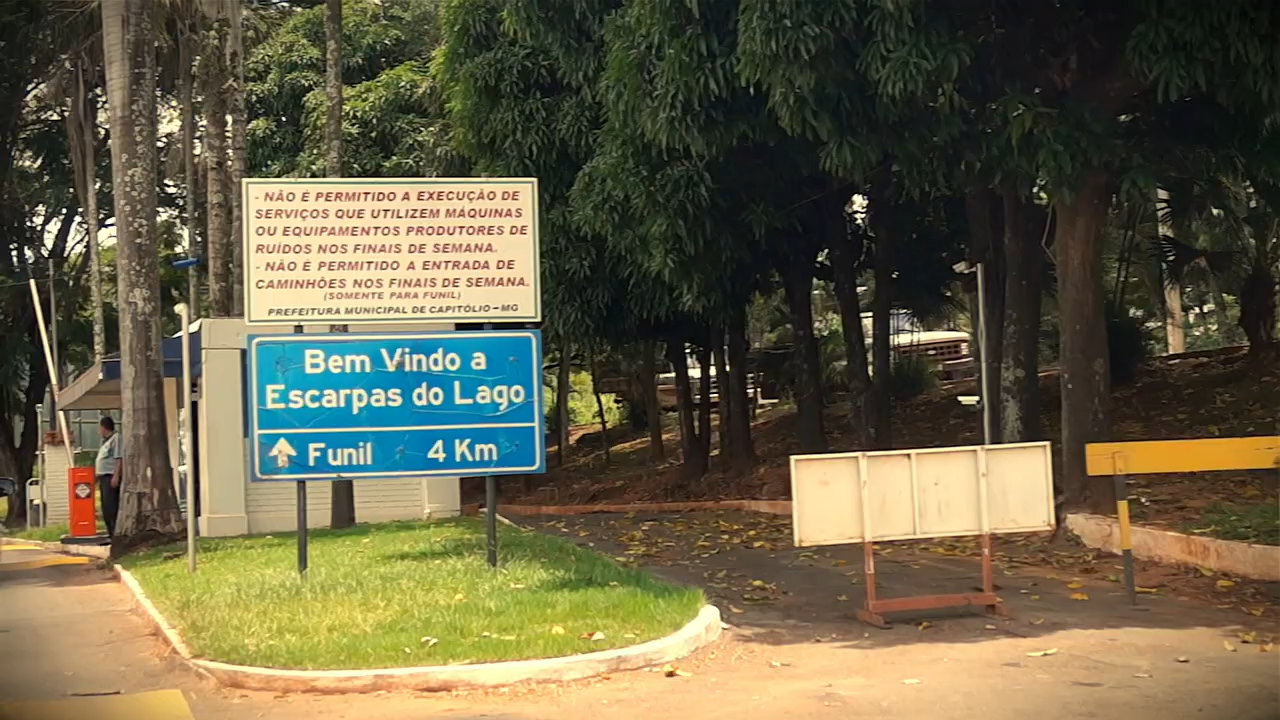 - NÃO É PERMITIDO A EXECUÇÃO DE
SERVIÇOS QUE UTILIZEM MÁQUINAS
OU EQUIPAMENTOS PRODUTORES DE
RUÍDOS NOS FINAIS DE SEMANA.
- NÃO É PERMITIDO A ENTRADA DE
CAMINHÕES NOS FINAIS DE SEMANA.
(SOMENTE PARA FUNIL)
PREFEITURA MUNICIPAL DE CAPITÓLIO-MG
Bem Vindo a
Escarpas do Lago
Funil 4 Km